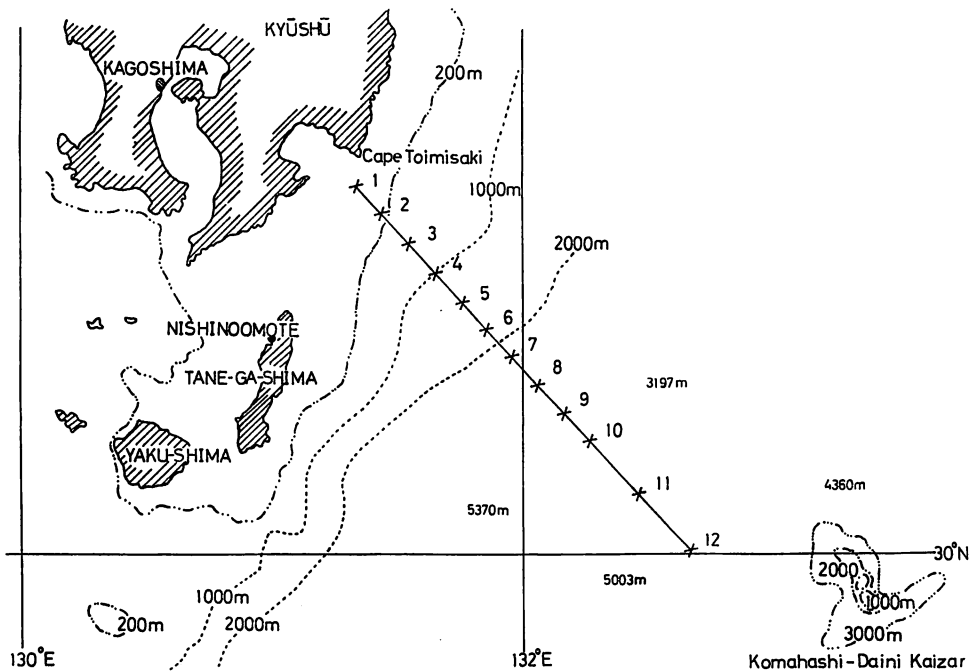 KYŪSHŪ
KAGOSHIMA
200m
Cape Toimisaki
1
1000m
2
3
2000m
4
5
6
NISHINOOMOTE
7
TANE-GA-SHIMA
8
3197m
9
10
YAKU-SHIMA
11
4360m
5370m
12
30°N
2000
5003m
1000m
1000m
200m
2000m
3000m
130°E
132°E
Komahashi-Daini Kaizan